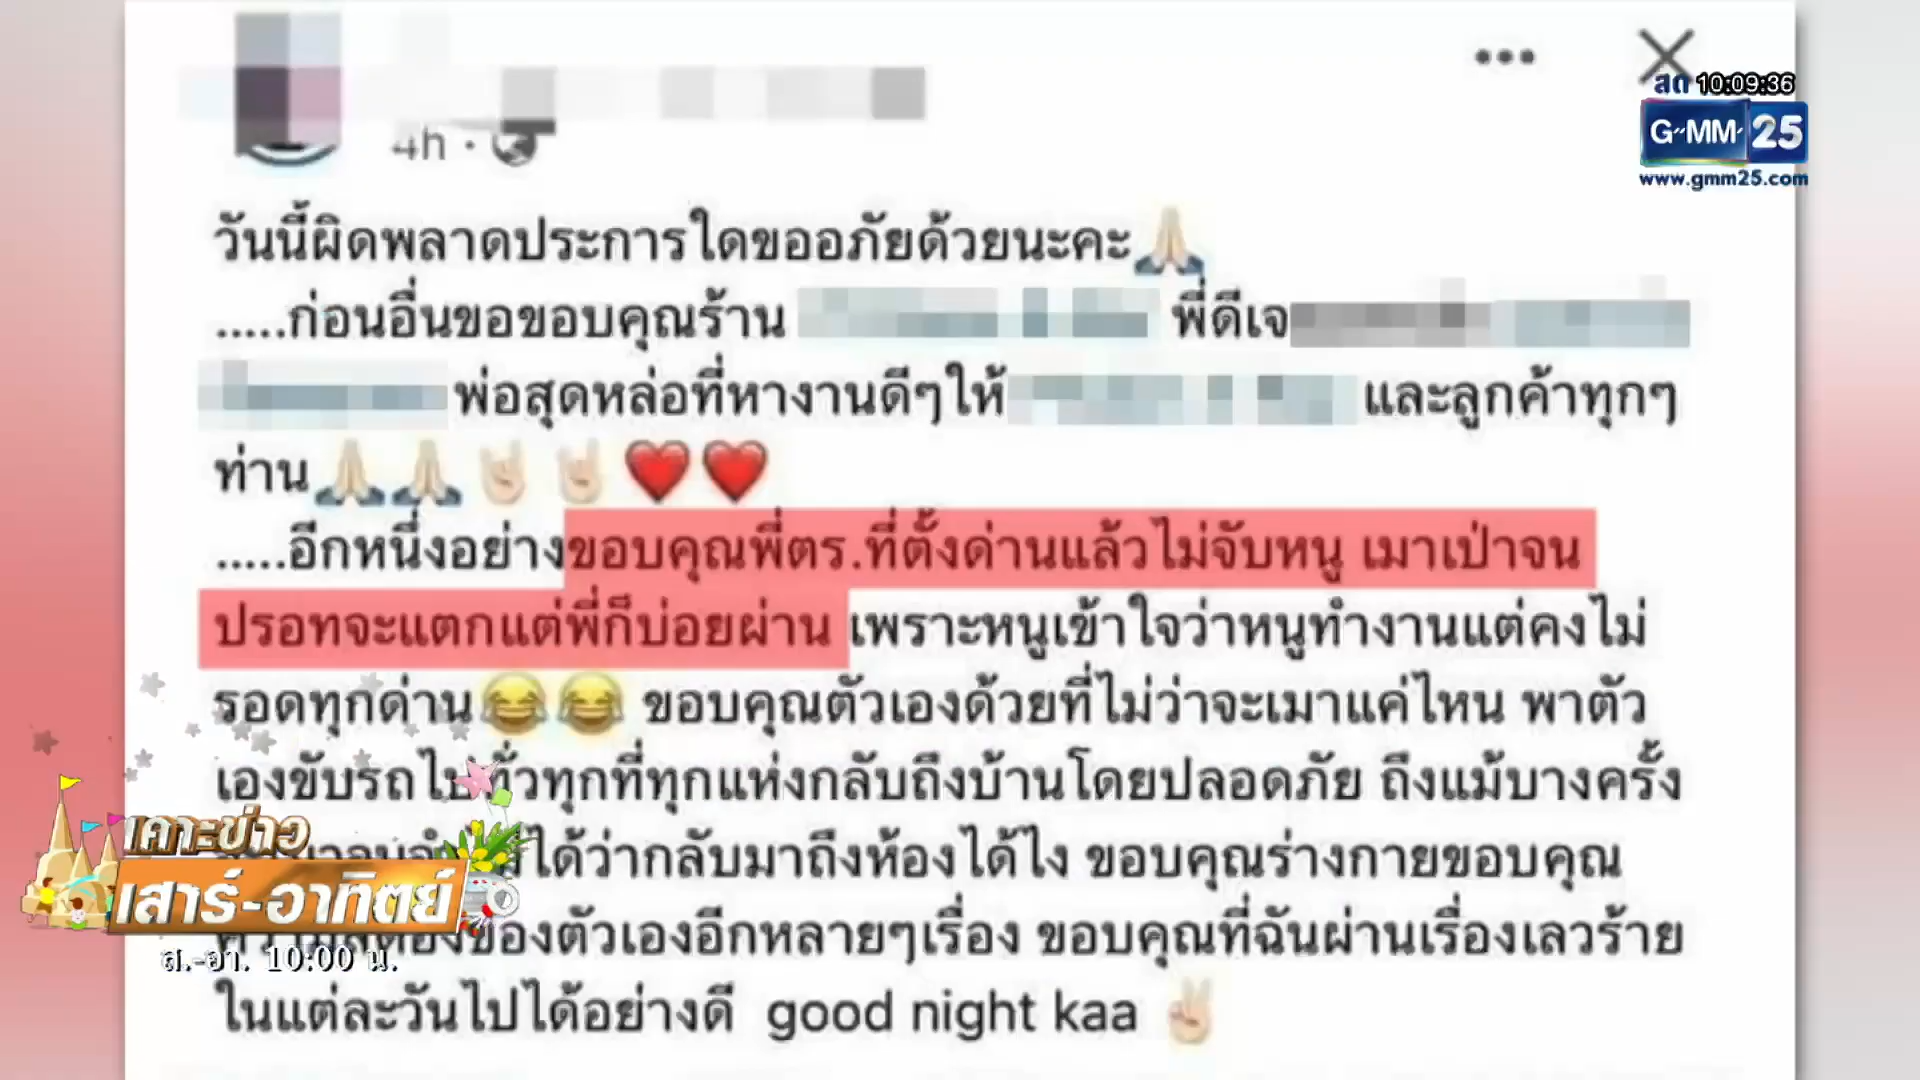 สด 10:09:36
G-MM 25
www.gmm25.com
4h ·
วันนี้ผิดพลาดประการใดขออภัยด้วยนะคะ🙏🏻
.....ก่อนอื่นขอขอบคุณร้าน พี่ดีเจ
พ่อสุดหล่อที่หางานดีๆให้ และลูกค้าทุกๆ
ท่าน🙏🏻🙏🏻🤘🏻🤘🏻❤️❤️
.....อีกหนึ่งอย่างขอบคุณพี่ตร.ที่ตั้งด่านแล้วไม่จับหนู เมาเป่าจน
ปรอทจะแตกแต่พี่ก็บ่อยผ่าน เพราะหนูเข้าใจว่าหนูทำงานแต่คงไม่
รอดทุกด่าน😂😂 ขอบคุณตัวเองด้วยที่ไม่ว่าจะเมาแค่ไหน พาตัว
เองขับรถไปทั่วทุกที่ทุกแห่งกลับถึงบ้านโดยปลอดภัย ถึงแม้บางครั้ง
ได้ว่ากลับมาถึงห้องได้ไง ขอบคุณร่างกายขอบคุณ
ของตัวเองอีกหลายๆเรื่อง ขอบคุณที่ฉันผ่านเรื่องเลวร้าย
ในแต่ละวันไปได้อย่างดี good night kaa ✌🏻
เคาะข่าว
เสาร์-อาทิตย์
ส.-อา. 10:00 น.